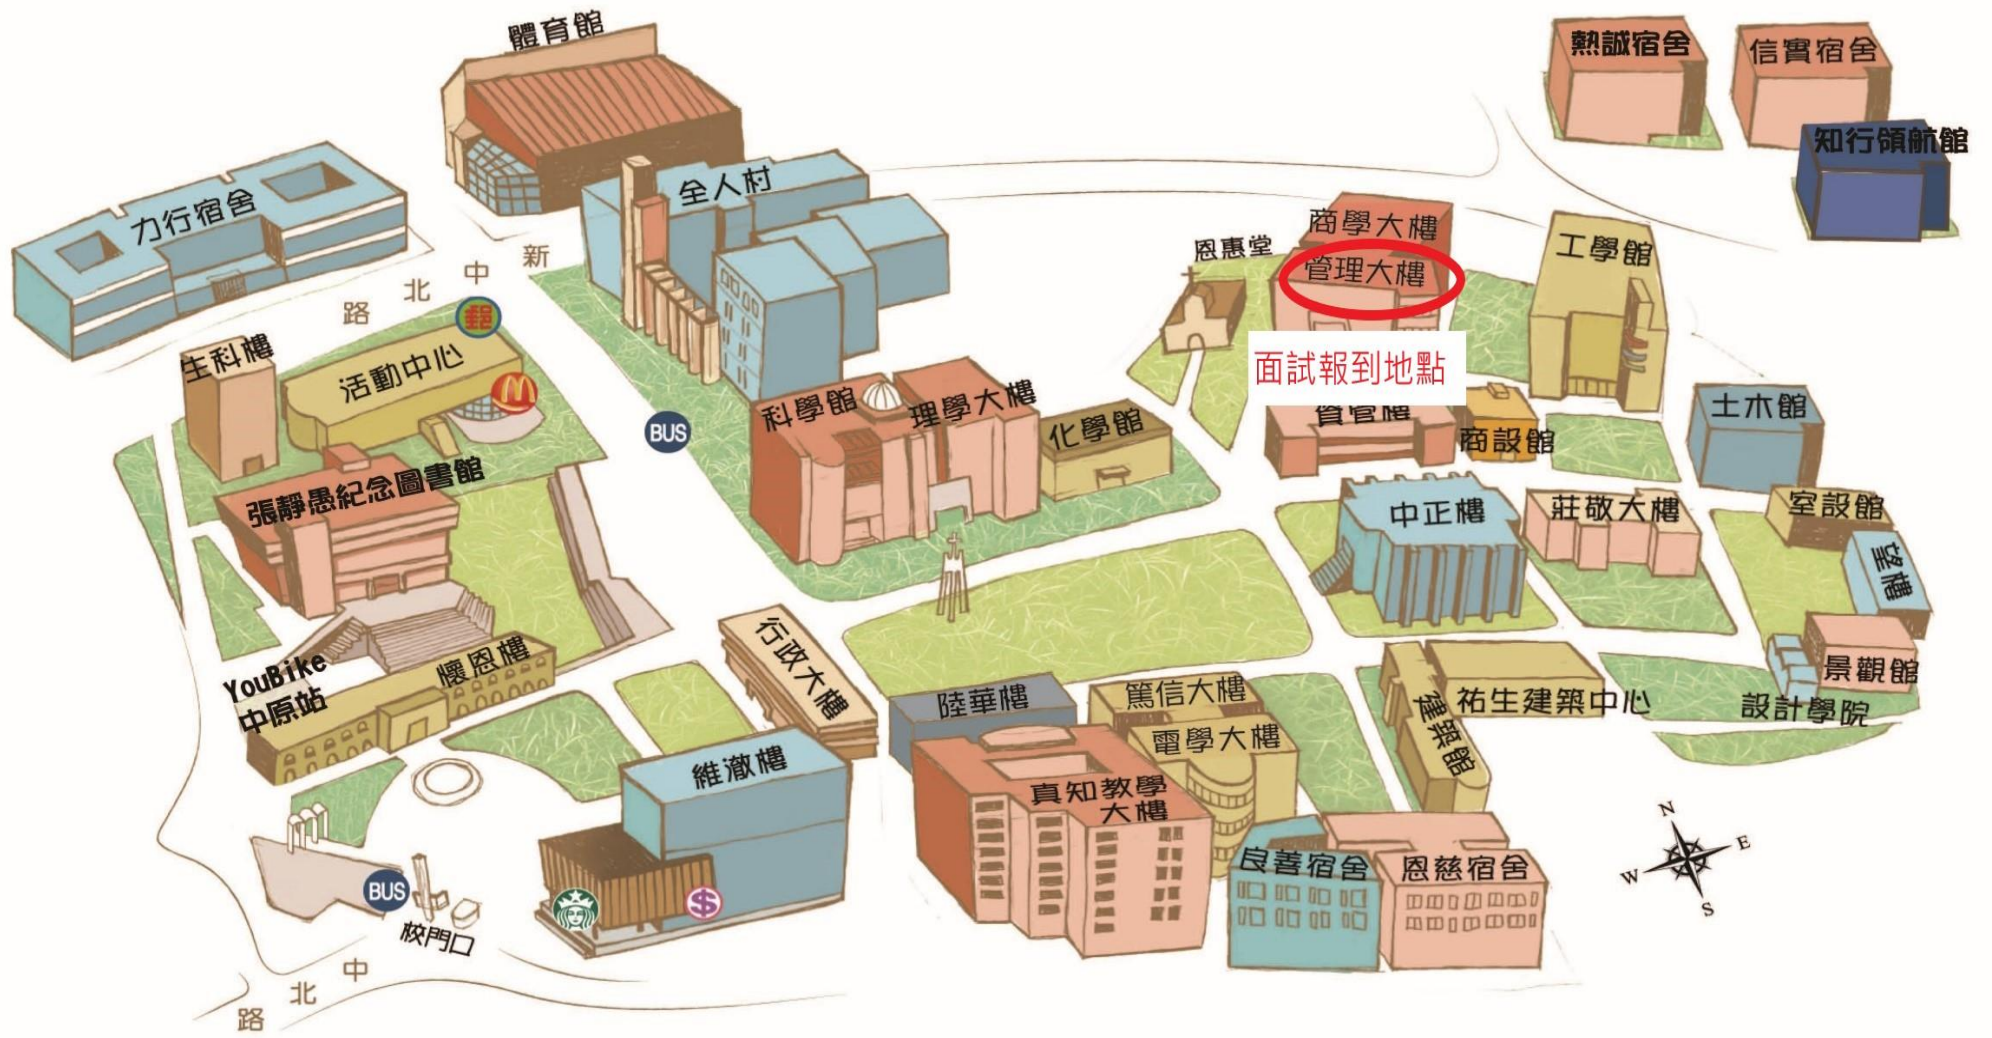 體育館
熱誠宿舍
信實宿舍
知行領航館
力行宿舍
全人村
商學大樓
恩惠堂
管理大樓
工學館
新中北路
郵
生科樓
活動中心
面試報到地點
科學館
理學大樓
化學館
資管樓
商設館
土木館
BUS
張靜愚紀念圖書館
中正樓
莊敬大樓
室設館
望樓
行政大樓
懷恩樓
YouBike
中原站
景觀館
陸華樓
篤信大樓
祐生建築中心
設計學院
建築館
電學大樓
維澈樓
真知教學
大樓
良善宿舍
恩慈宿舍
N
E
W
S
BUS
$
校門口
中北路